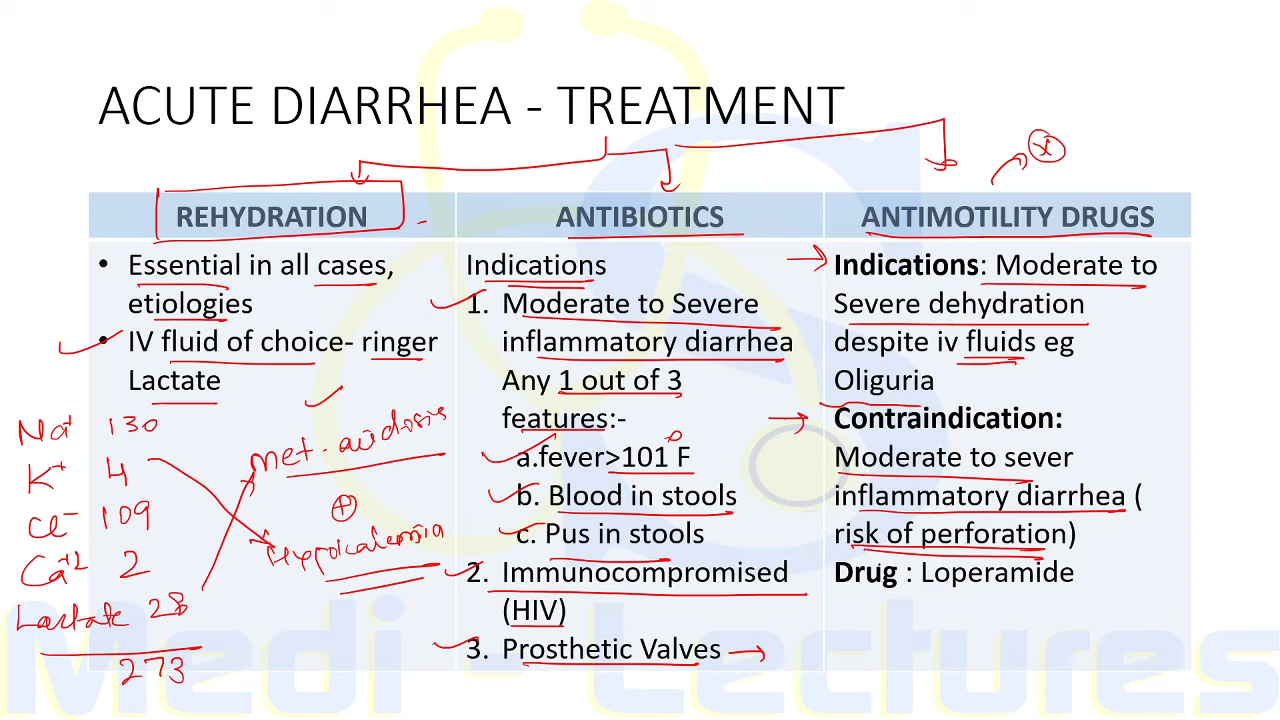 ACUTE DIARRHEA - TREATMENT
x
REHYDRATION
• Essential in all cases,
etiologies
• IV fluid of choice- ringer
Lactate
Na+ 130
K+ 4
Cl- 109
Ca+2 2
Lactate 28
273
Met. acidosis
+
Hypokalemia
ANTIBIOTICS
Indications
1. Moderate to Severe
inflammatory diarrhea
Any 1 out of 3
features:-
a.fever>101° F
b. Blood in stools
c. Pus in stools
2. Immunocompromised
(HIV)
3. Prosthetic Valves →
ANTIMOTILITY DRUGS
Indications: Moderate to
Severe dehydration
despite iv fluids eg
Oliguria
Contraindication:
Moderate to sever
inflammatory diarrhea (
risk of perforation)
Drug : Loperamide
Medi - Lectures